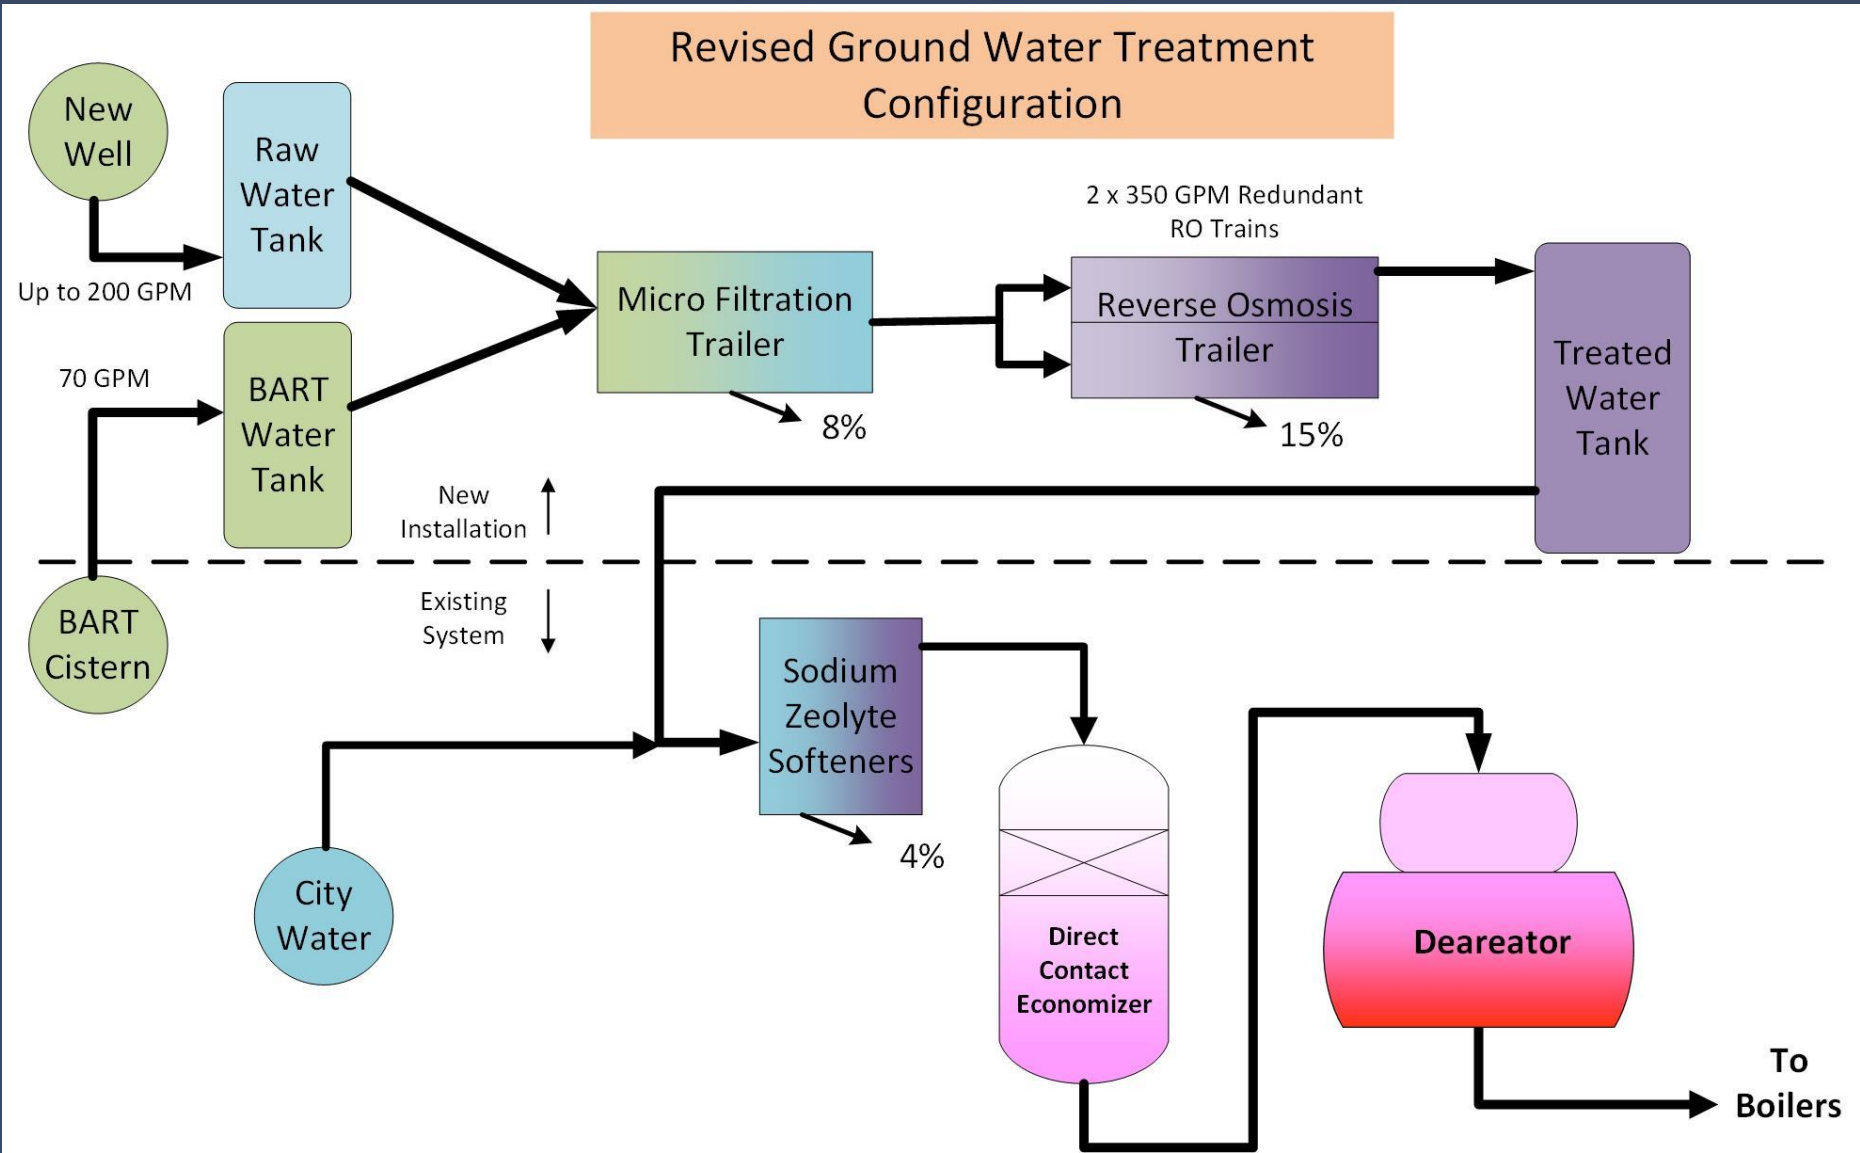 Revised Ground Water Treatment
Configuration
New
Well
Up to 200 GPM
Raw
Water
Tank
70 GPM
BART
Water
Tank
BART
Cistern
Micro Filtration
Trailer
8%
2 x 350 GPM Redundant
RO Trains
Reverse Osmosis
Trailer
15%
Treated
Water
Tank
New
Installation
Existing
System
City
Water
Sodium
Zeolyte
Softeners
4%
Direct
Contact
Economizer
Deareator
To
Boilers